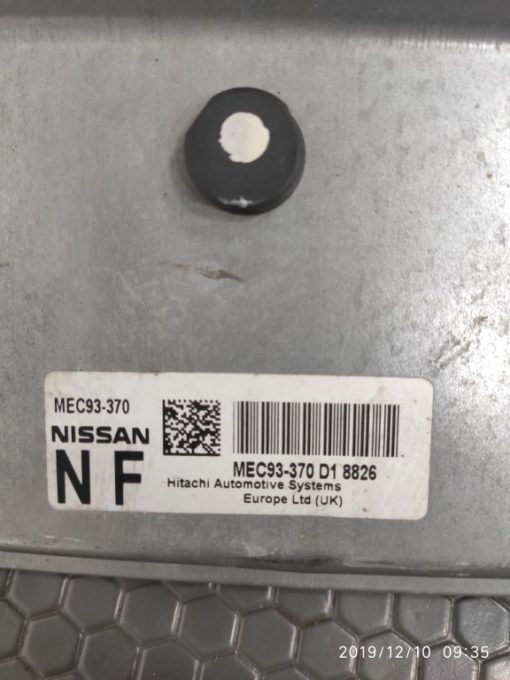 MEC93-370
NISSAN
N F
MEC93-370 D1 8826
Hitachi Automotive Systems
Europe Ltd (UK)
2019/12/10 09:35